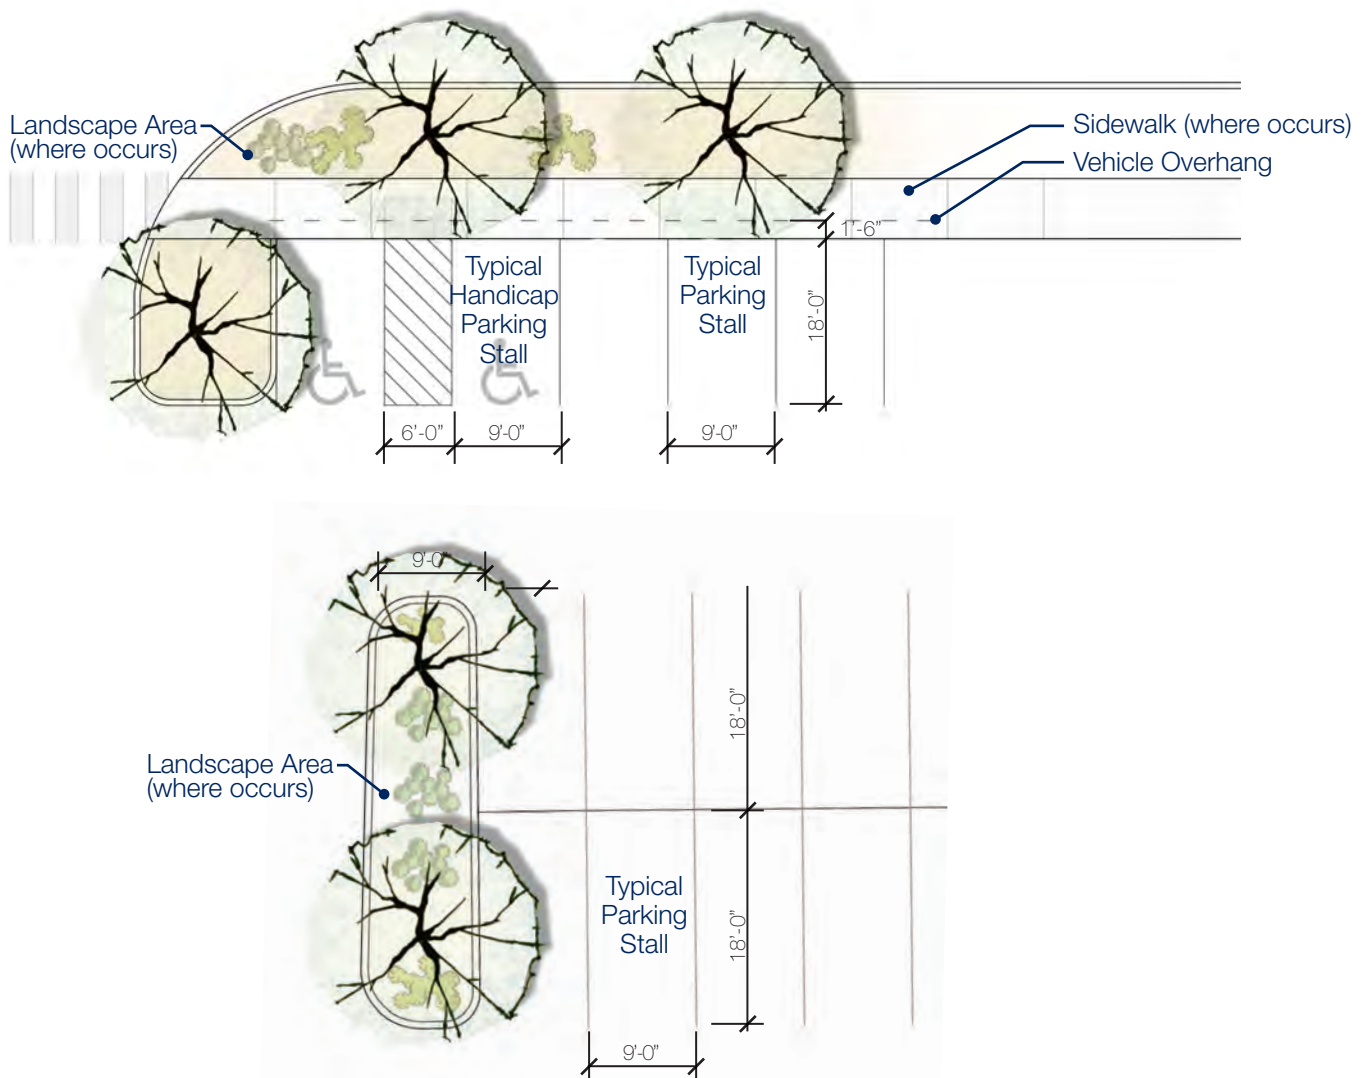 Landscape Area
(where occurs)
Sidewalk (where occurs)
Vehicle Overhang
1'-6"
Typical
Handicap
Parking
Stall
Typical
Parking
Stall
18'-0"
6'-0"
9'-0"
9'-0"
9'-0"
18'-0"
Landscape Area
(where occurs)
Typical
Parking
Stall
18'-0"
9'-0"